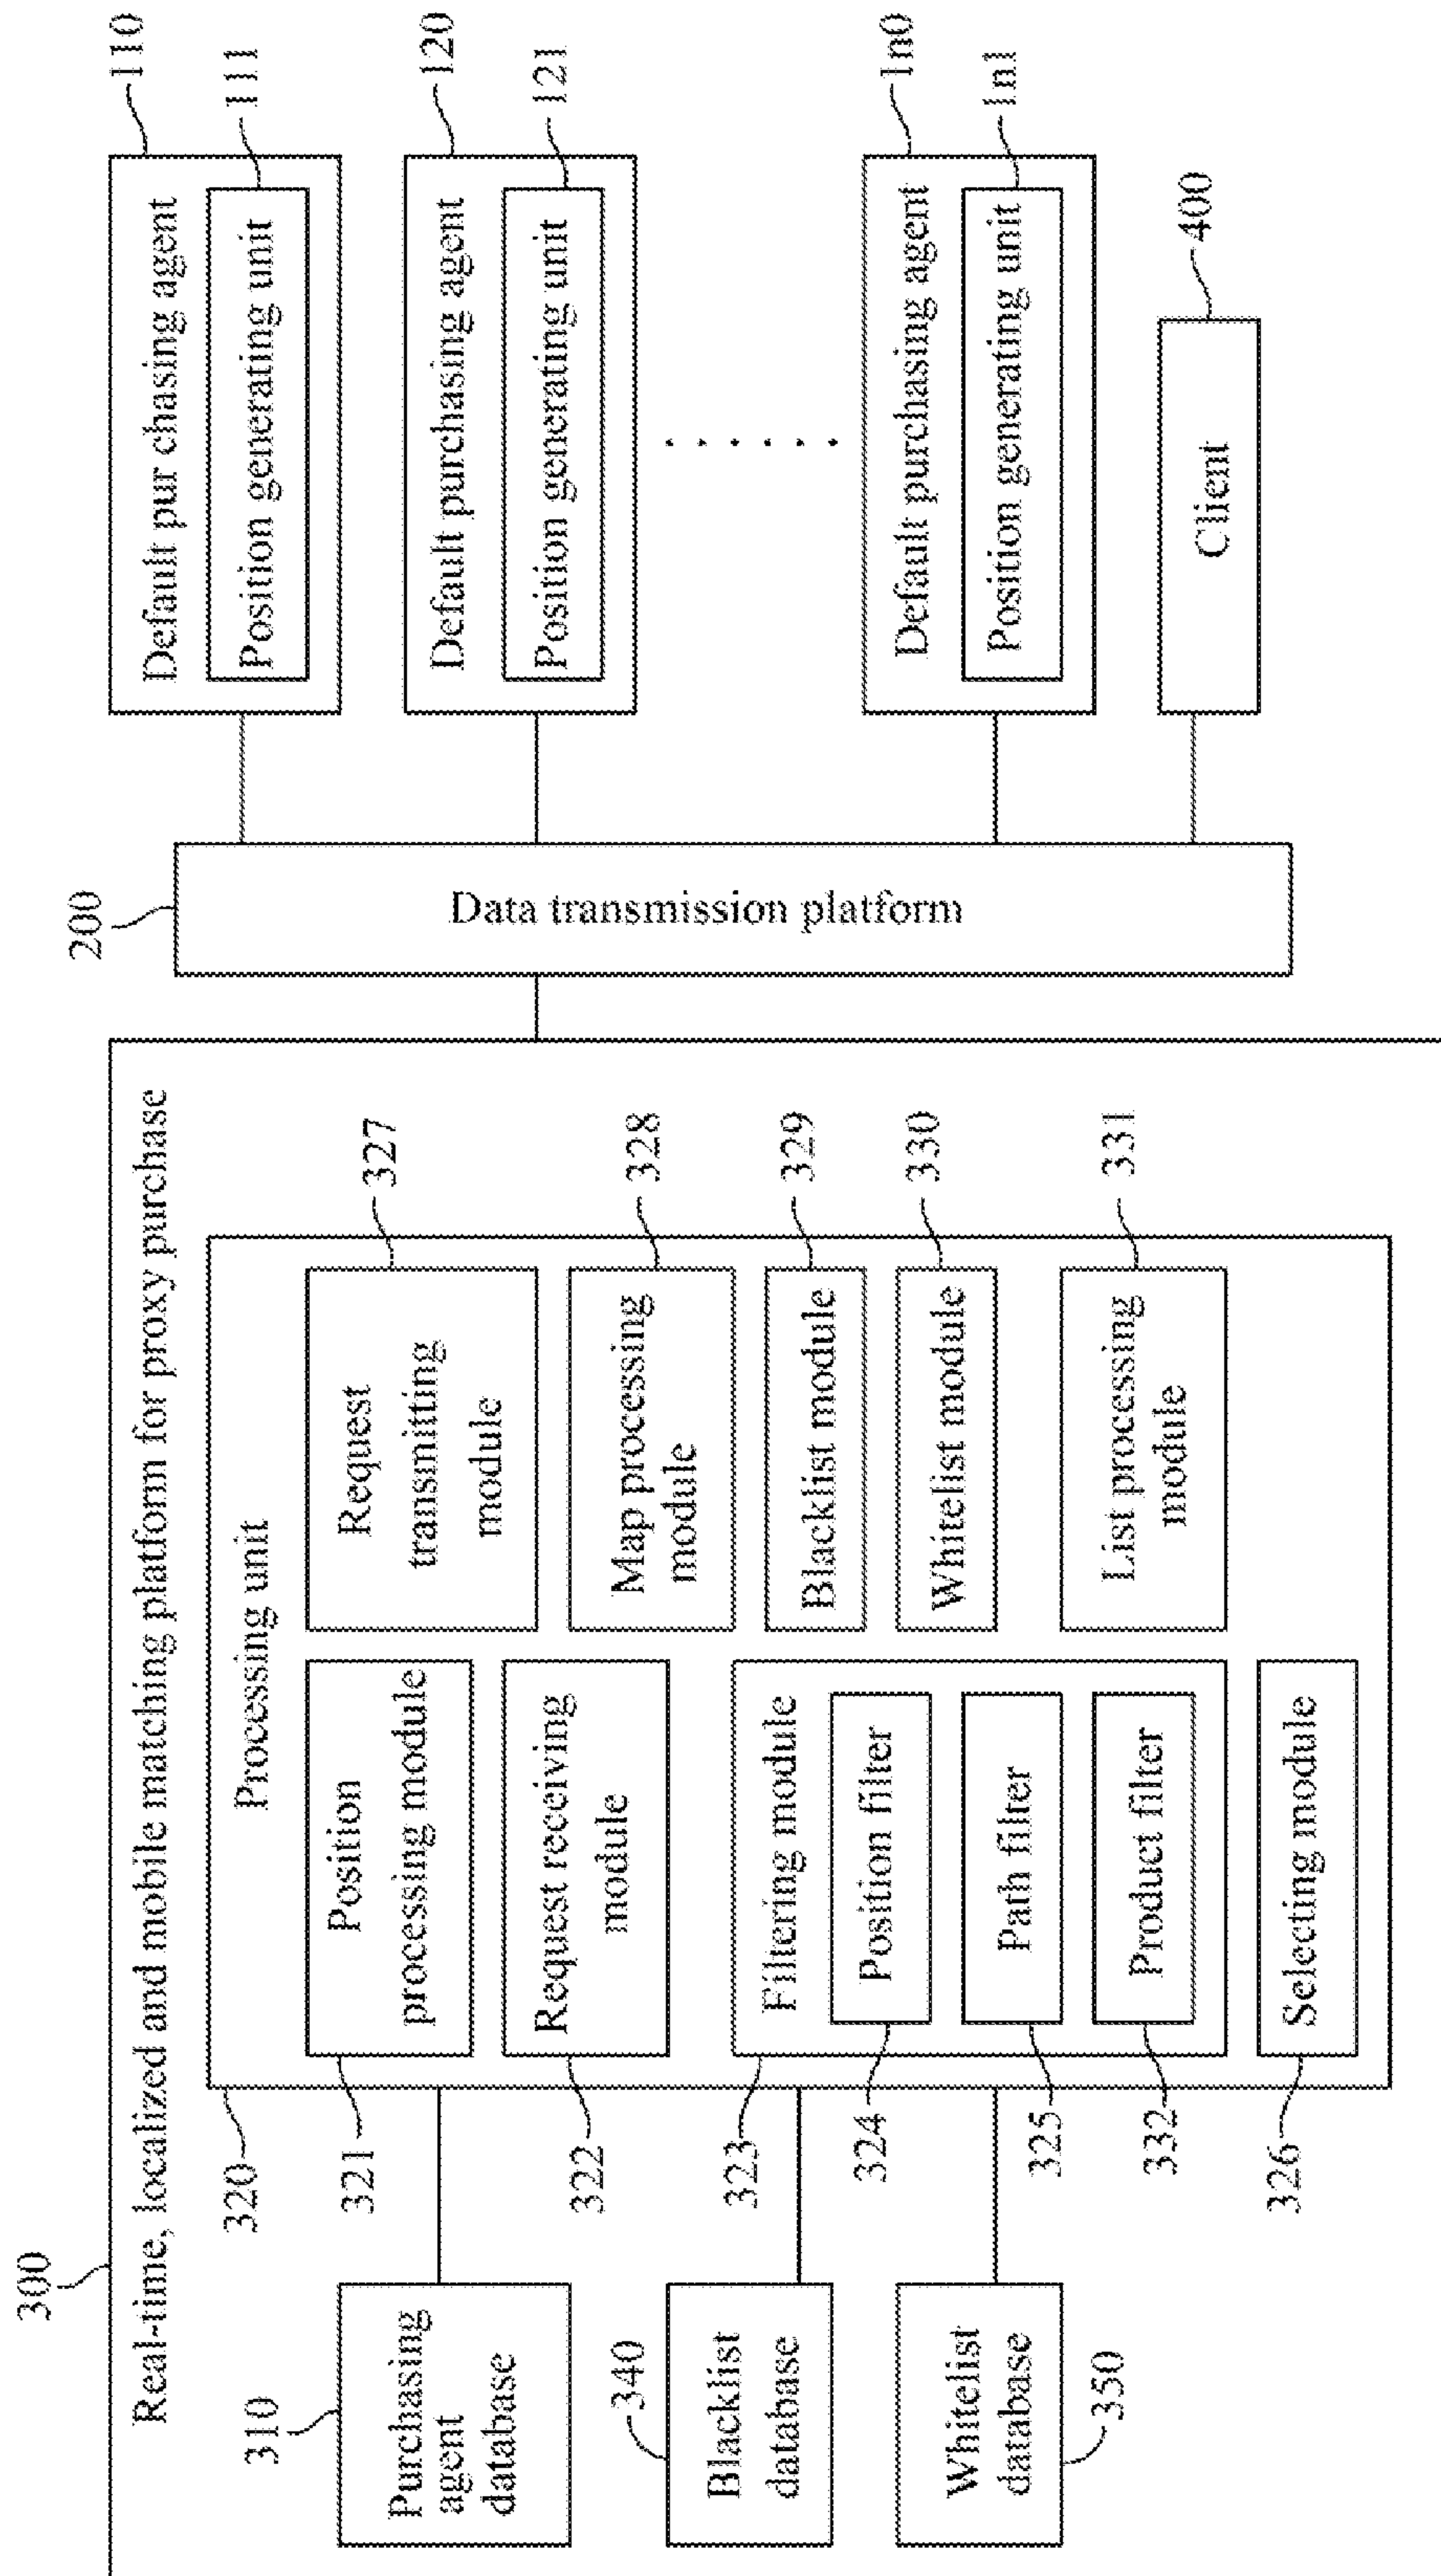 300
Real-time, localized and mobile matching platform for proxy purchase
310
Purchasing
agent
database
340
Blacklist
database
Whitelist
database
350
320
Processing unit
321
Position
processing module
322
Request receiving
module
323
Filtering module
324
Position filter
325
Path filter
332
Product filter
326
Selecting module
Request
transmitting
module
327
Map processing
module
328
Blacklist module
329
Whitelist module
330
List processing
module
331
200
Data transmission platform
Default pur chasing agent
110
Position generating unit
111
Default purchasing agent
120
Position generating unit
121
......
Default purchasing agent
1n0
Position generating unit
1n1
Client
400